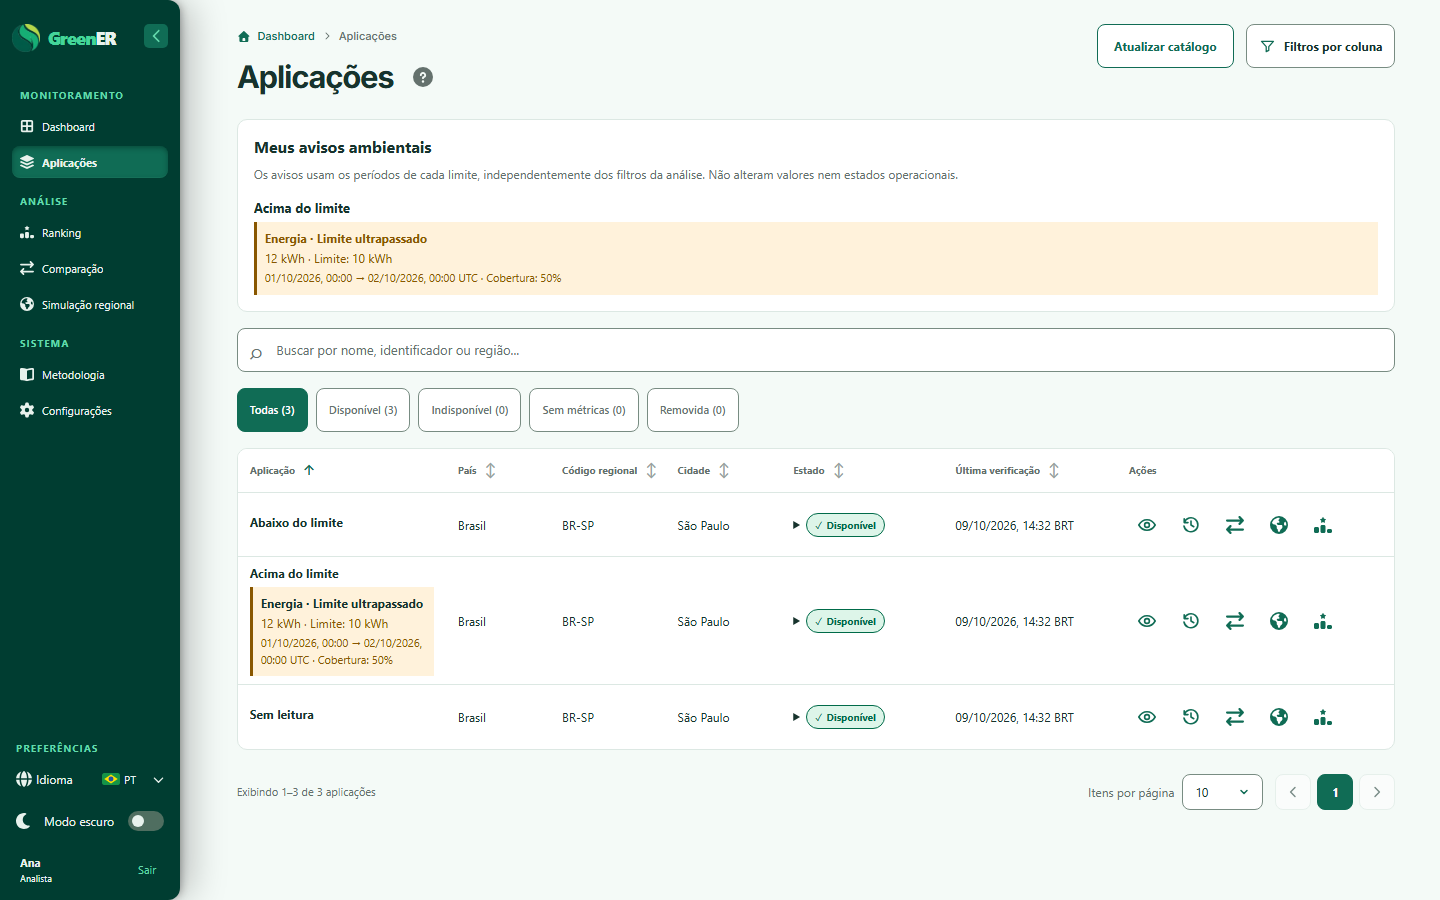 GreenER
MONITORAMENTO
Dashboard
Aplicações
ANÁLISE
Ranking
Comparação
Simulação regional
SISTEMA
Metodologia
Configurações
PREFERÊNCIAS
Idioma PT
Modo escuro
Ana
Analista
Sair
Dashboard > Aplicações
Aplicações ?
Atualizar catálogo
Filtros por coluna
Meus avisos ambientais
Os avisos usam os períodos de cada limite, independentemente dos filtros da análise. Não alteram valores nem estados operacionais.
Acima do limite
Energia · Limite ultrapassado
12 kWh · Limite: 10 kWh
01/10/2026, 00:00 → 02/10/2026, 00:00 UTC · Cobertura: 50%
Buscar por nome, identificador ou região...
Todas (3) Disponível (3) Indisponível (0) Sem métricas (0) Removida (0)
Aplicação ↑ País ↕ Código regional ↕ Cidade ↕ Estado ↕ Última verificação ↕ Ações
Abaixo do limite Brasil BR-SP São Paulo ▶ ✓ Disponível 09/10/2026, 14:32 BRT
Acima do limite
Energia · Limite ultrapassado
12 kWh · Limite: 10 kWh
01/10/2026, 00:00 → 02/10/2026,
00:00 UTC · Cobertura: 50%
Brasil BR-SP São Paulo ▶ ✓ Disponível 09/10/2026, 14:32 BRT
Sem leitura Brasil BR-SP São Paulo ▶ ✓ Disponível 09/10/2026, 14:32 BRT
Exibindo 1–3 de 3 aplicações
Itens por página 10 1